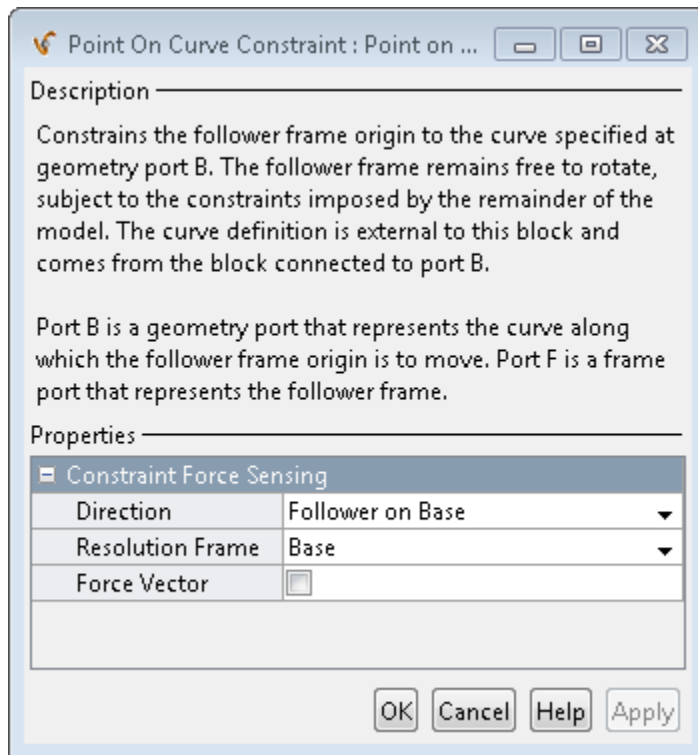 Point On Curve Constraint : Point on ...
Description
Constrains the follower frame origin to the curve specified at
geometry port B. The follower frame remains free to rotate,
subject to the constraints imposed by the remainder of the
model. The curve definition is external to this block and
comes from the block connected to port B.
Port B is a geometry port that represents the curve along
which the follower frame origin is to move. Port F is a frame
port that represents the follower frame.
Properties
Constraint Force Sensing
Direction Follower on Base
Resolution Frame Base
Force Vector
OK Cancel Help Apply